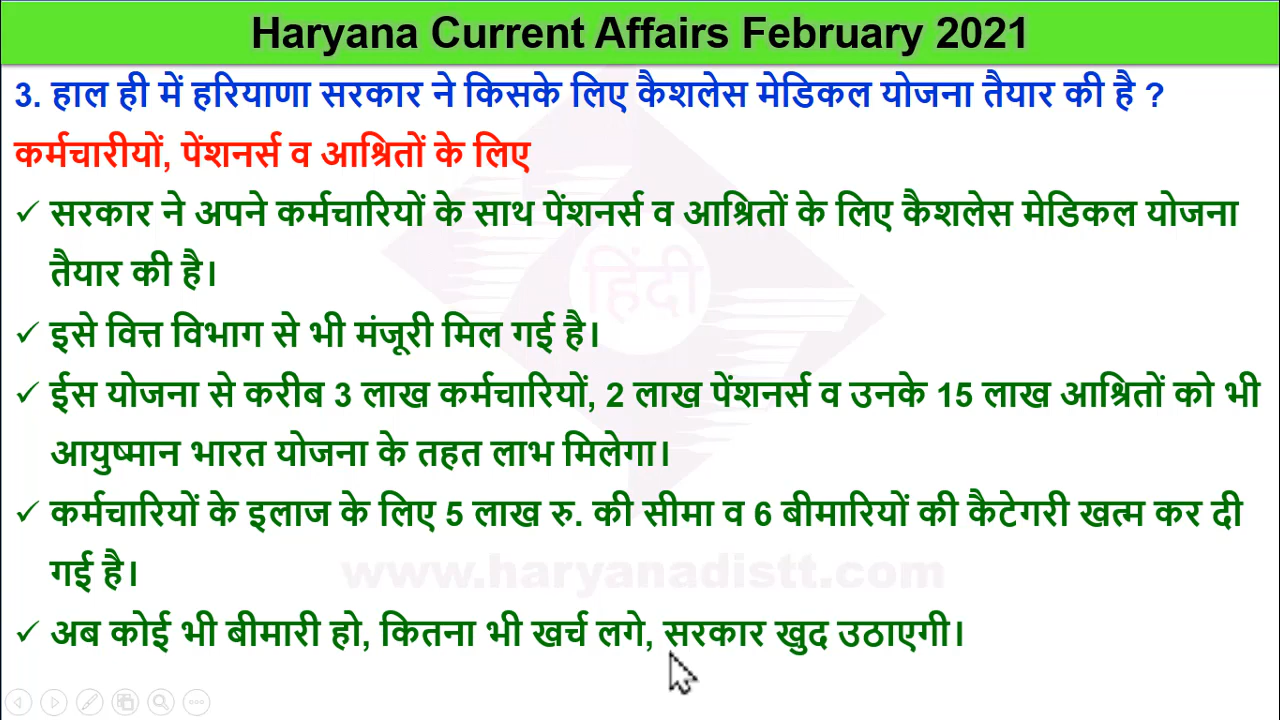 Haryana Current Affairs February 2021
3. हाल ही में हरियाणा सरकार ने किसके लिए कैशलेस मेडिकल योजना तैयार की है ?
कर्मचारीयों, पेंशनर्स व आश्रितों के लिए
✓ सरकार ने अपने कर्मचारियों के साथ पेंशनर्स व आश्रितों के लिए कैशलेस मेडिकल योजना
तैयार की है।
✓ इसे वित्त विभाग से भी मंजूरी मिल गई है।
✓ ईस योजना से करीब 3 लाख कर्मचारियों, 2 लाख पेंशनर्स व उनके 15 लाख आश्रितों को भी
आयुष्मान भारत योजना के तहत लाभ मिलेगा।
✓ कर्मचारियों के इलाज के लिए 5 लाख रु. की सीमा व 6 बीमारियों की कैटेगरी खत्म कर दी
गई है।
✓ अब कोई भी बीमारी हो, कितना भी खर्च लगे, सरकार खुद उठाएगी।
हिंदी
www.haryanadistt.com